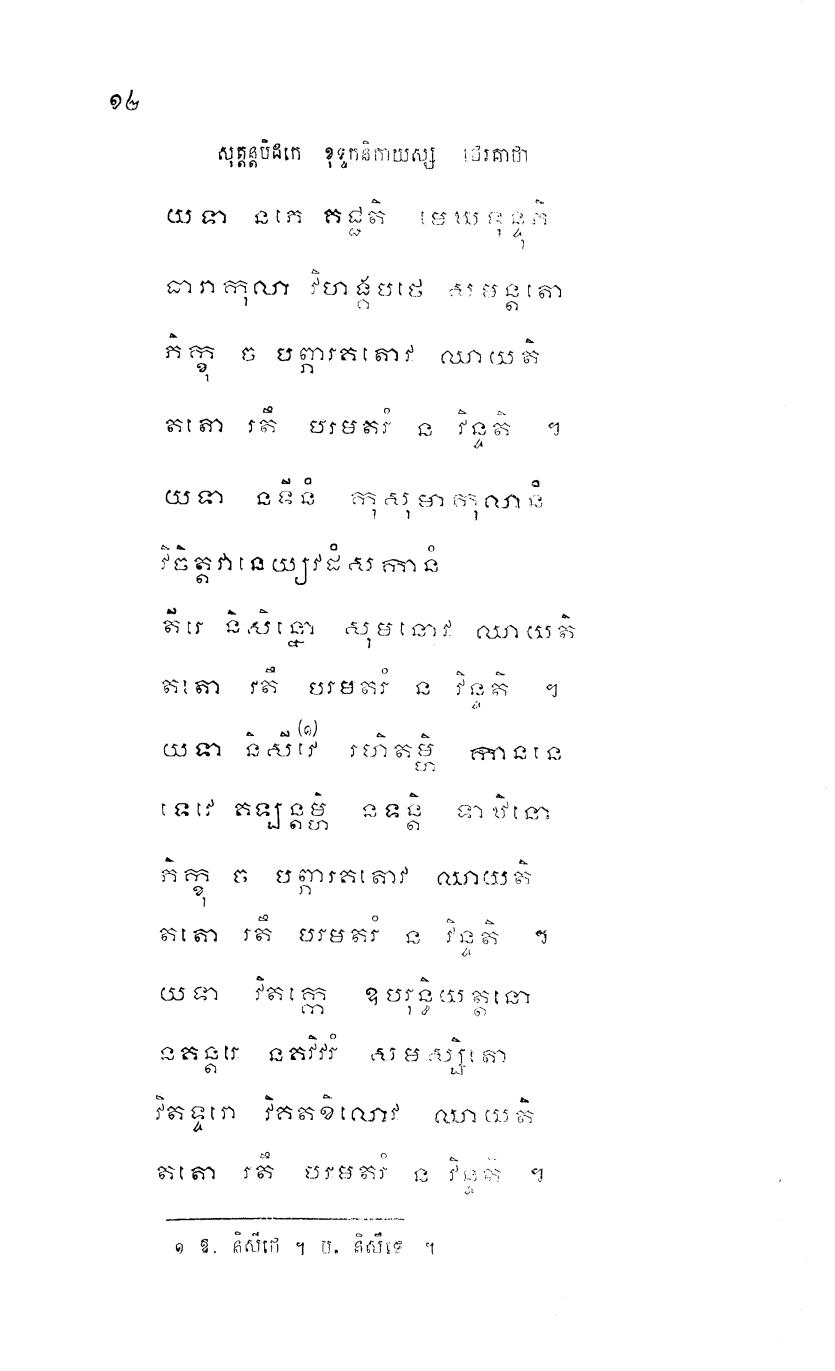 ១២
សុត្តន្តបិដកេ ខុទ្ទកនិកាយស្ស ថេរគាថា
យទា នភេ គជ្ជតិ មេឃទុន្ទុភិ
ធារាកុលា វិហង្គបថេ សមន្តតោ
ភិក្ខុ ច បព្ភារគតោវ ឈាយតិ
តតោ រតឹ បរមតរំ ន វិន្ទតិ ។
យទា នទីនំ កុសុមាកុលានំ
វិចិត្តវានេយ្យវដំសកានំ
តីរេ និសិន្នោ សុមនោវ ឈាយតិ
តតោ រតឹ បរមតរំ ន វិន្ទតិ ។
យទា និសីវេ(១) រហិតម្ហិ កាននេ
ទេវេ គឡន្តម្ហិ នទន្តិ ទាឋិនោ
ភិក្ខុ ច បព្ភារគតោវ ឈាយតិ
តតោ រតឹ បរមតរំ ន វិន្ទតិ ។
យទា វិតក្កេ ឧបរុន្ធិយត្តនោ
នគន្តរេ នគវិវរំ សមស្សិតោ
វីតទ្ទរោ វិគតខិលោវ ឈាយតិ
តតោ រតឹ បរមតរំ ន វិន្ទតិ ។
១ ឱ. និសីថេ ។ ម. និសីទេ ។